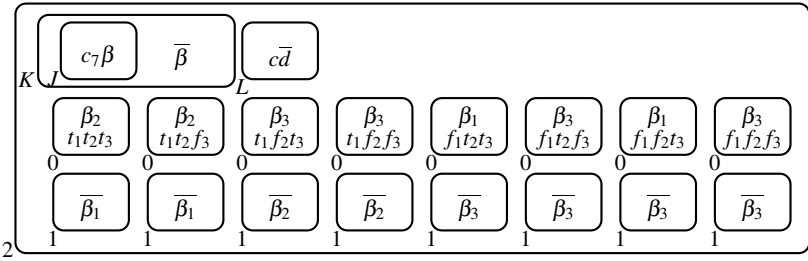 c₇β β̅ cd̅
K J L
β₂ β₂ β₃ β₃ β₁ β₃ β₁ β₃
t₁t₂t₃ t₁t₂f₃ t₁f₂t₃ t₁f₂f₃ f₁t₂t₃ f₁t₂f₃ f₁f₂t₃ f₁f₂f₃
0 0 0 0 0 0 0 0
β̅₁̅ β̅₁̅ β̅₂̅ β̅₂̅ β̅₃̅ β̅₃̅ β̅₃̅ β̅₃̅
2 1 1 1 1 1 1 1 1